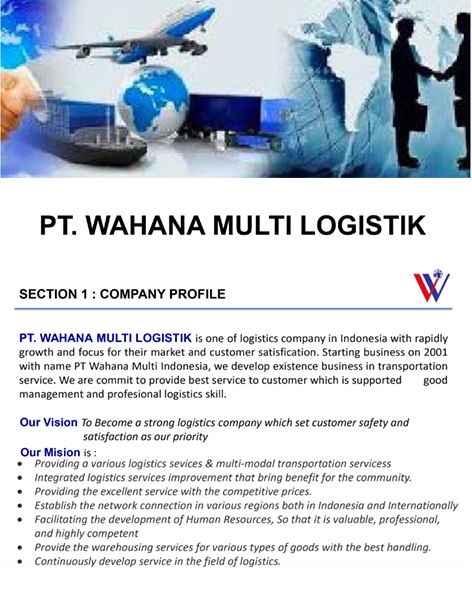 PT. WAHANA MULTI LOGISTIK
SECTION 1 : COMPANY PROFILE
PT. WAHANA MULTI LOGISTIK is one of logistics company in Indonesia with rapidly
growth and focus for their market and customer satisfication. Starting business on 2001
with name PT Wahana Multi Indonesia, we develop existence business in transportation
service. We are commit to provide best service to customer which is supported good
management and profesional logistics skill.
Our Vision To Become a strong logistics company which set customer safety and
satisfaction as our priority
Our Mision is :
• Providing a various logistics sevices & multi-modal transportation servicess
• Integrated logistics services improvement that bring benefit for the community.
• Providing the excellent service with the competitive prices.
• Establish the network connection in various regions both in Indonesia and Internationally
• Facilitating the development of Human Resources, So that it is valuable, professional,
and highly competent
• Provide the warehousing services for various types of goods with the best handling.
• Continuously develop service in the field of logistics.